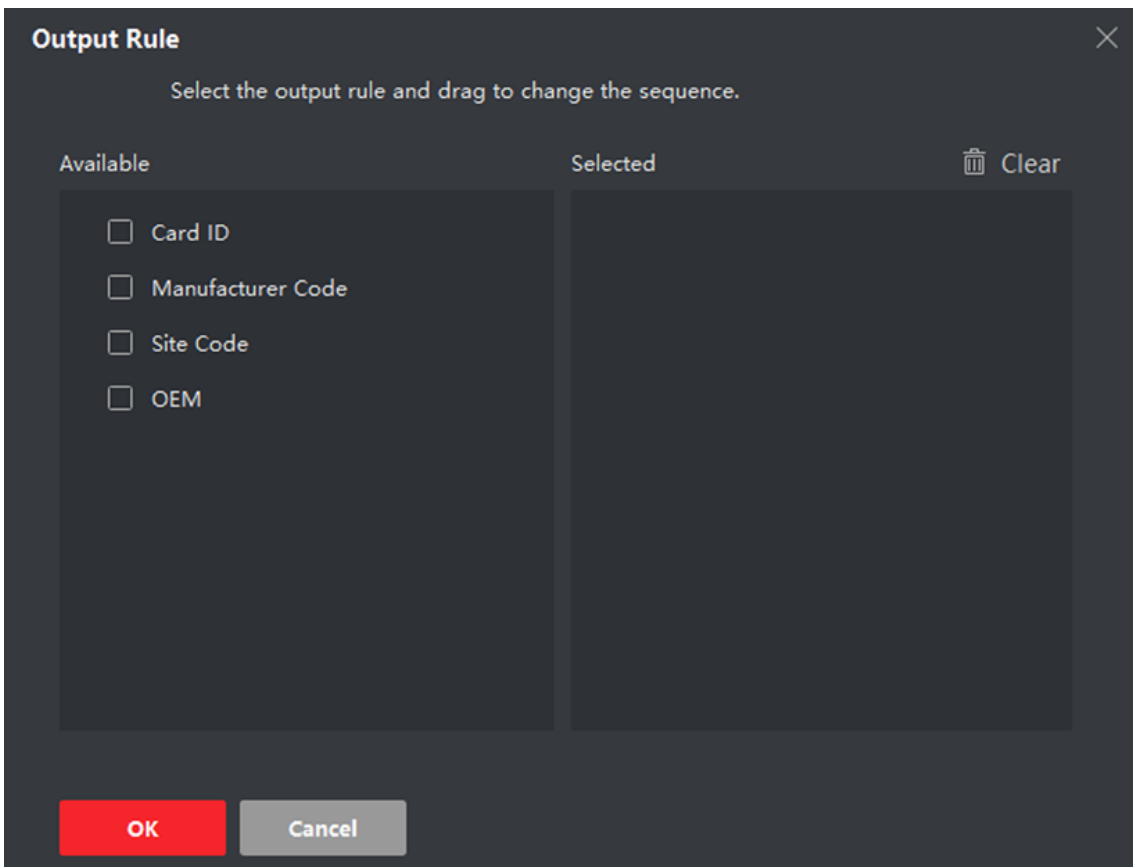 Output Rule
Select the output rule and drag to change the sequence.
Available
Selected
Clear
Card ID
Manufacturer Code
Site Code
OEM
OK
Cancel